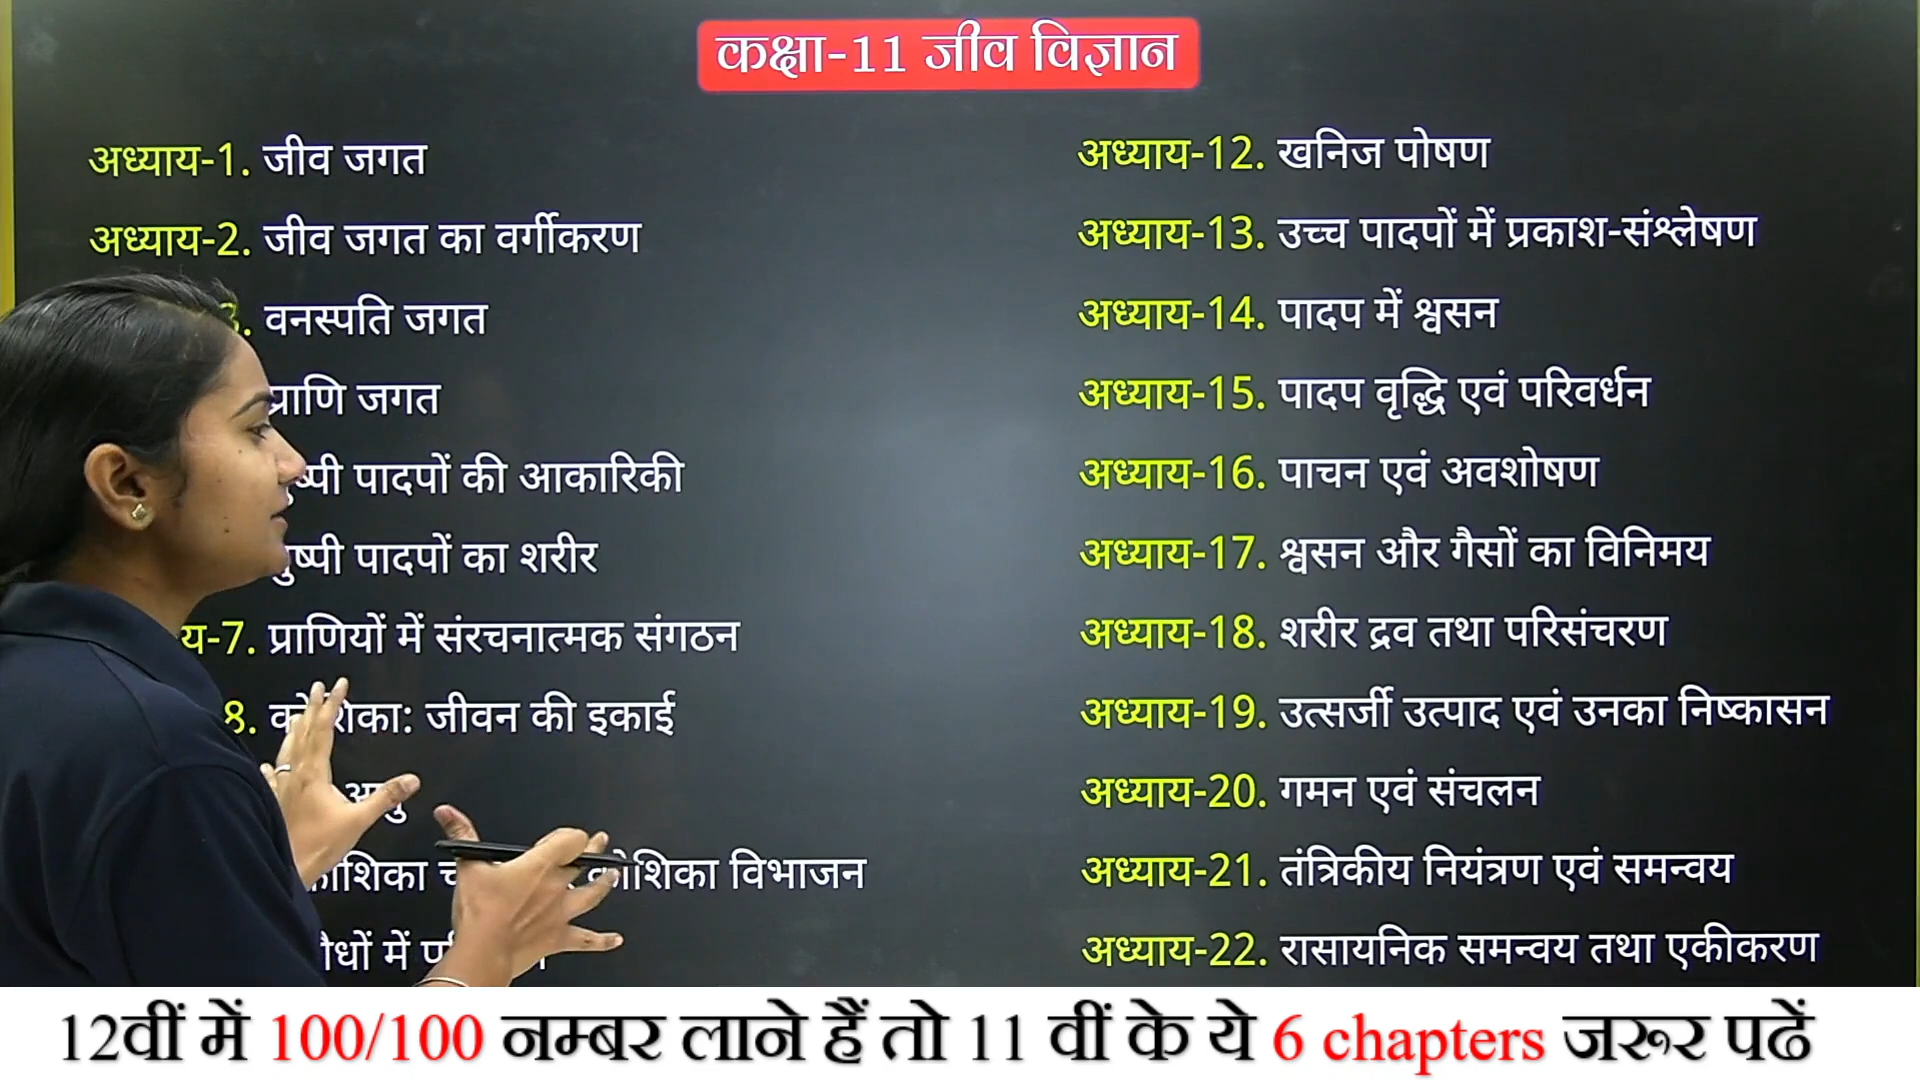 कक्षा-11 जीव विज्ञान
अध्याय-1. जीव जगत
अध्याय-2. जीव जगत का वर्गीकरण
3. वनस्पति जगत
प्राणि जगत
पादपों की आकारिकी
पादपों का शरीर
य-7. प्राणियों में संरचनात्मक संगठन
8. जीवन की इकाई
कोशिका विभाजन
में
अध्याय-12. खनिज पोषण
अध्याय-13. उच्च पादपों में प्रकाश-संश्लेषण
अध्याय-14. पादप में श्वसन
अध्याय-15. पादप वृद्धि एवं परिवर्धन
अध्याय-16. पाचन एवं अवशोषण
अध्याय-17. श्वसन और गैसों का विनिमय
अध्याय-18. शरीर द्रव तथा परिसंचरण
अध्याय-19. उत्सर्जी उत्पाद एवं उनका निष्कासन
अध्याय-20. गमन एवं संचलन
अध्याय-21. तंत्रिकीय नियंत्रण एवं समन्वय
अध्याय-22. रासायनिक समन्वय तथा एकीकरण
12वीं में 100/100 नम्बर लाने हैं तो 11 वीं के ये 6 chapters जरूर पढें